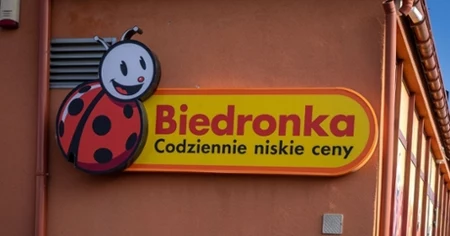 Biedronka
Codziennie niskie ceny